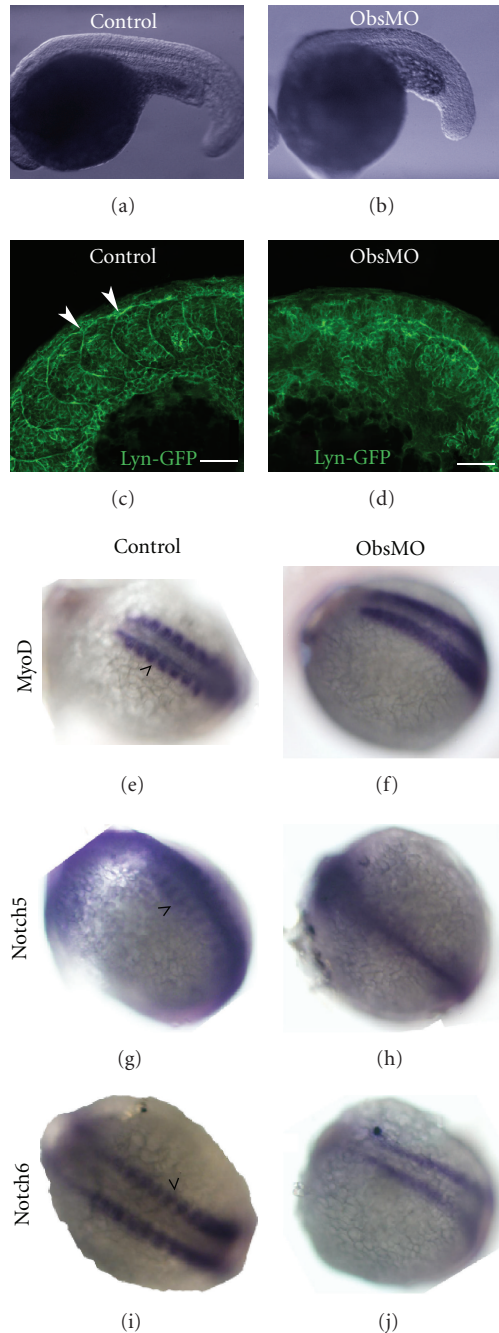 Control
ObsMO
(a)
(b)
Control
ObsMO
Lyn-GFP
Lyn-GFP
(c)
(d)
Control
ObsMO
MyoD
(e)
(f)
Notch5
(g)
(h)
Notch6
(i)
(j)